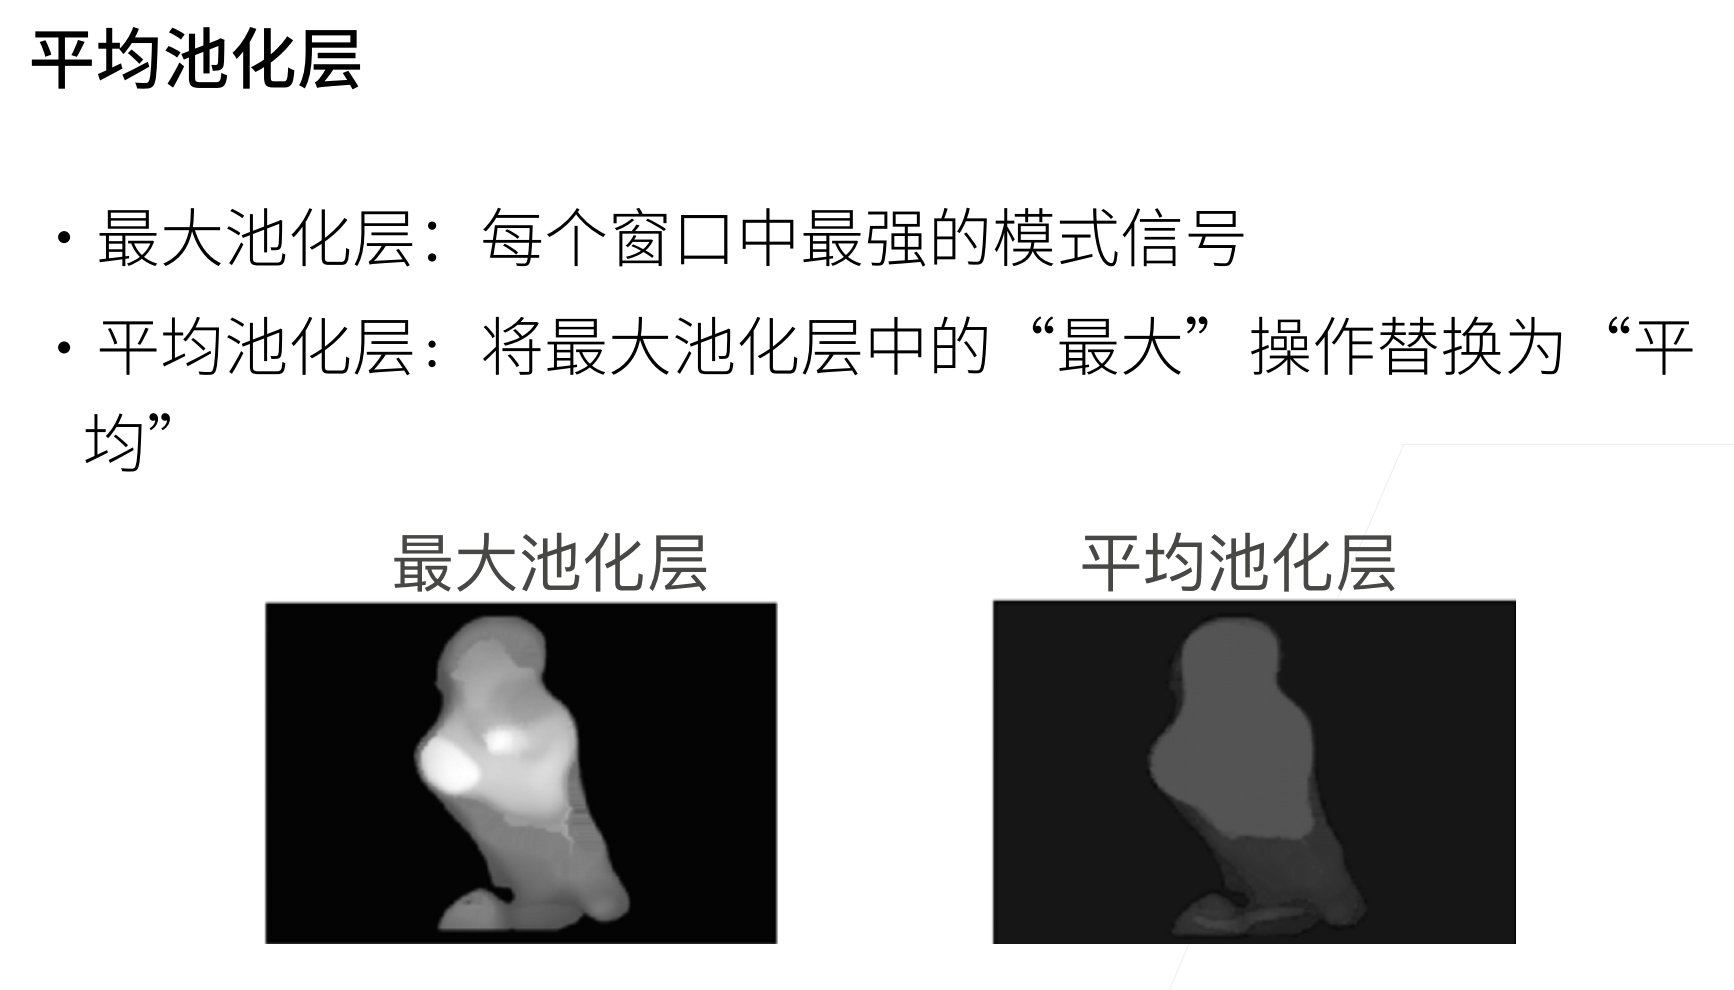 平均池化层
• 最大池化层：每个窗口中最强的模式信号
• 平均池化层：将最大池化层中的“最大”操作替换为“平
均”
最大池化层
平均池化层